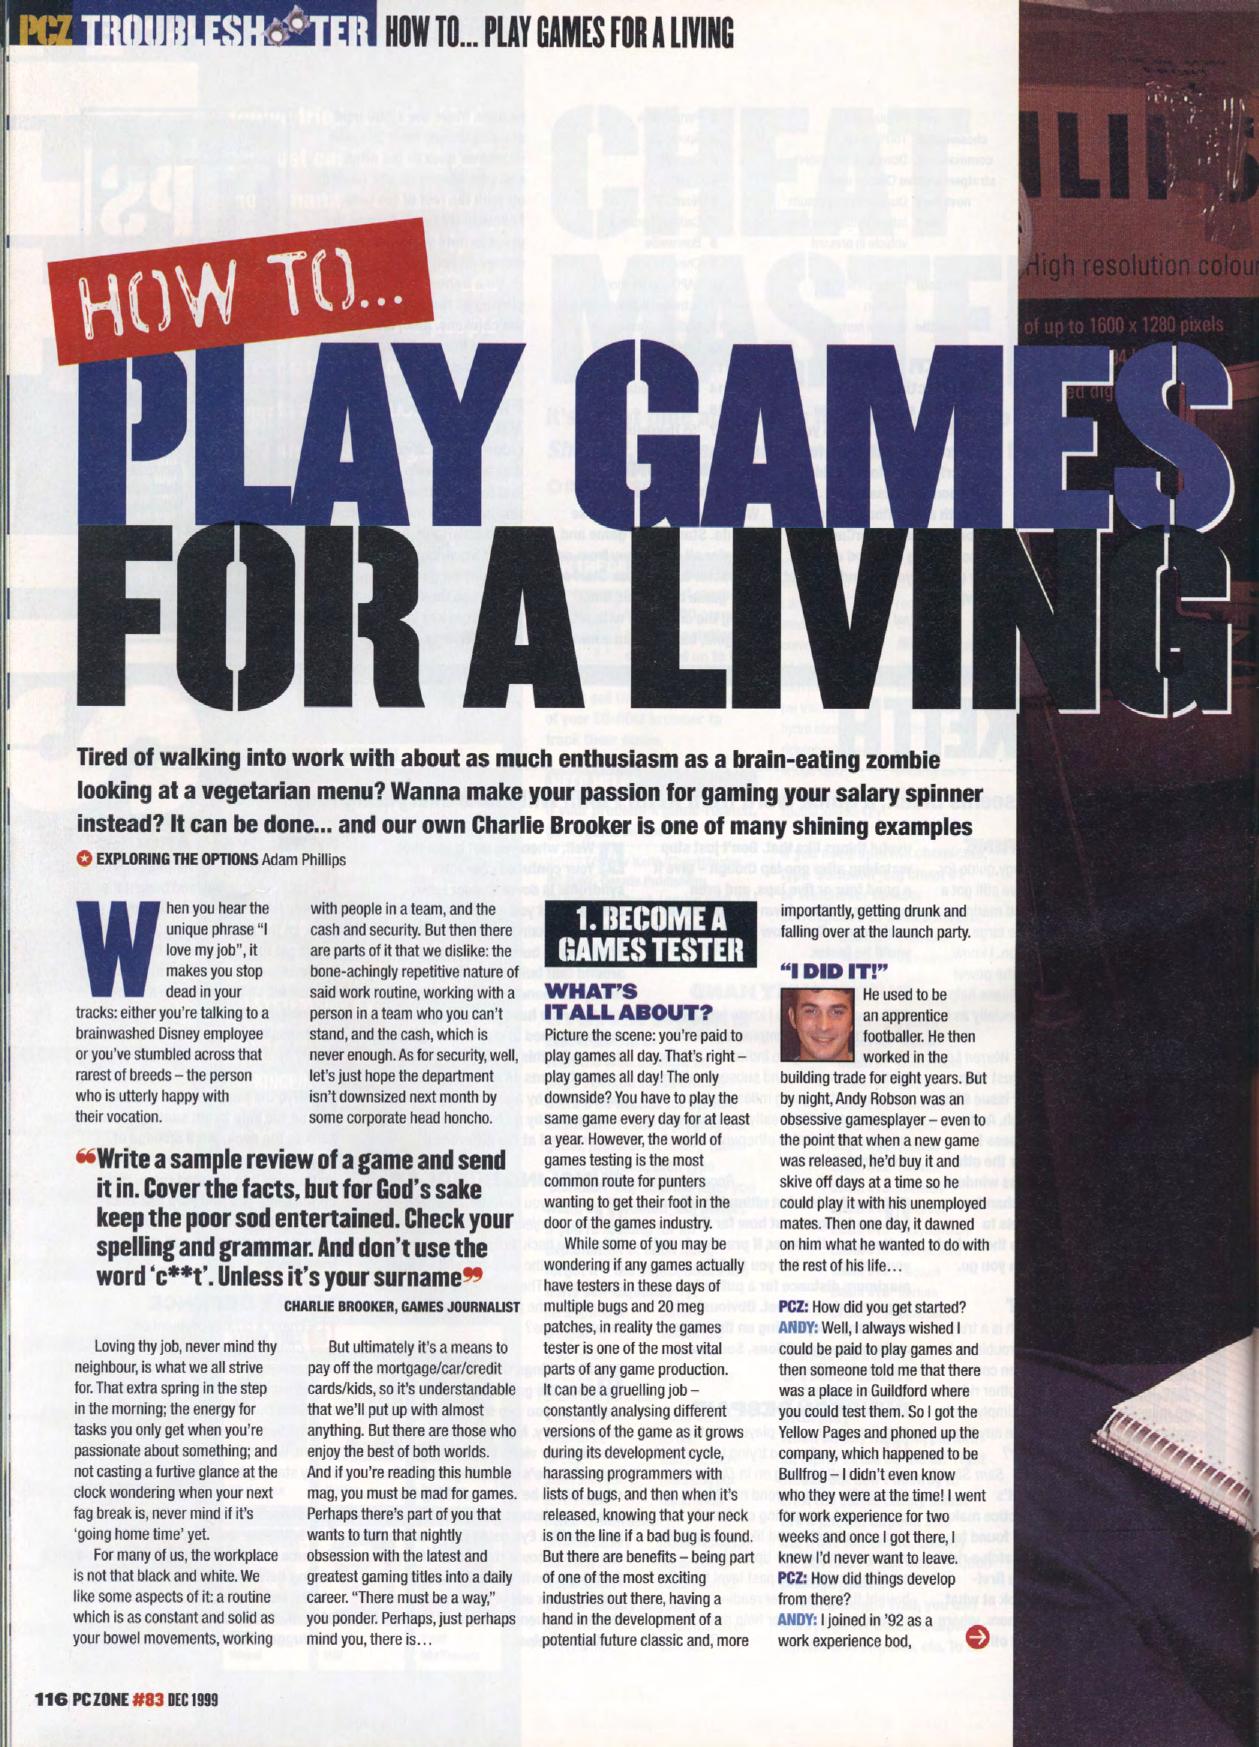 PCZ TROUBLESHOOTER HOW TO... PLAY GAMES FOR A LIVING
HOW TO...
PLAY GAMES
FOR A LIVING
High resolution colour
of up to 1600 x 1280 pixels
Tired of walking into work with about as much enthusiasm as a brain-eating zombie
looking at a vegetarian menu? Wanna make your passion for gaming your salary spinner
instead? It can be done... and our own Charlie Brooker is one of many shining examples
EXPLORING THE OPTIONS Adam Phillips
When you hear the
unique phrase "I
love my job", it
makes you stop
dead in your
tracks: either you're talking to a
brainwashed Disney employee
or you've stumbled across that
rarest of breeds – the person
who is utterly happy with
their vocation.
Loving thy job, never mind thy
neighbour, is what we all strive
for. That extra spring in the step
in the morning; the energy for
tasks you only get when you're
passionate about something; and
not casting a furtive glance at the
clock wondering when your next
fag break is, never mind if it's
'going home time' yet.
For many of us, the workplace
is not that black and white. We
like some aspects of it: a routine
which is as constant and solid as
your bowel movements, working
with people in a team, and the
cash and security. But then there
are parts of it that we dislike: the
bone-achingly repetitive nature of
said work routine, working with a
person in a team who you can't
stand, and the cash, which is
never enough. As for security, well,
let's just hope the department
isn't downsized next month by
some corporate head honcho.
"Write a sample review of a game and send
it in. Cover the facts, but for God's sake
keep the poor sod entertained. Check your
spelling and grammar. And don't use the
word 'c**t'. Unless it's your surname"
CHARLIE BROOKER, GAMES JOURNALIST
But ultimately it's a means to
pay off the mortgage/car/credit
cards/kids, so it's understandable
that we'll put up with almost
anything. But there are those who
enjoy the best of both worlds.
And if you're reading this humble
mag, you must be mad for games.
Perhaps there's part of you that
wants to turn that nightly
obsession with the latest and
greatest gaming titles into a daily
career. "There must be a way,"
you ponder. Perhaps, just perhaps
mind you, there is...
1. BECOME A
GAMES TESTER
WHAT'S
IT ALL ABOUT?
Picture the scene: you're paid to
play games all day. That's right –
play games all day! The only
downside? You have to play the
same game every day for at least
a year. However, the world of
games testing is the most
common route for punters
wanting to get their foot in the
door of the games industry.
While some of you may be
wondering if any games actually
have testers in these days of
multiple bugs and 20 meg
patches, in reality the games
tester is one of the most vital
parts of any game production.
It can be a gruelling job –
constantly analysing different
versions of the game as it grows
during its development cycle,
harassing programmers with
lists of bugs, and then when it's
released, knowing that your neck
is on the line if a bad bug is found.
But there are benefits – being part
of one of the most exciting
industries out there, having a
hand in the development of a
potential future classic and, more
importantly, getting drunk and
falling over at the launch party.
"I DID IT!"
He used to be
an apprentice
footballer. He then
worked in the
building trade for eight years. But
by night, Andy Robson was an
obsessive gamesplayer – even to
the point that when a new game
was released, he'd buy it and
skive off days at a time so he
could play it with his unemployed
mates. Then one day, it dawned
on him what he wanted to do with
the rest of his life...
PCZ: How did you get started?
ANDY: Well, I always wished I
could be paid to play games and
then someone told me that there
was a place in Guildford where
you could test them. So I got the
Yellow Pages and phoned up the
company, which happened to be
Bullfrog – I didn't even know
who they were at the time! I went
for work experience for two
weeks and once I got there, I
knew I'd never want to leave.
PCZ: How did things develop
from there?
ANDY: I joined in '92 as a
work experience bod,
116 PC ZONE #83 DEC 1999